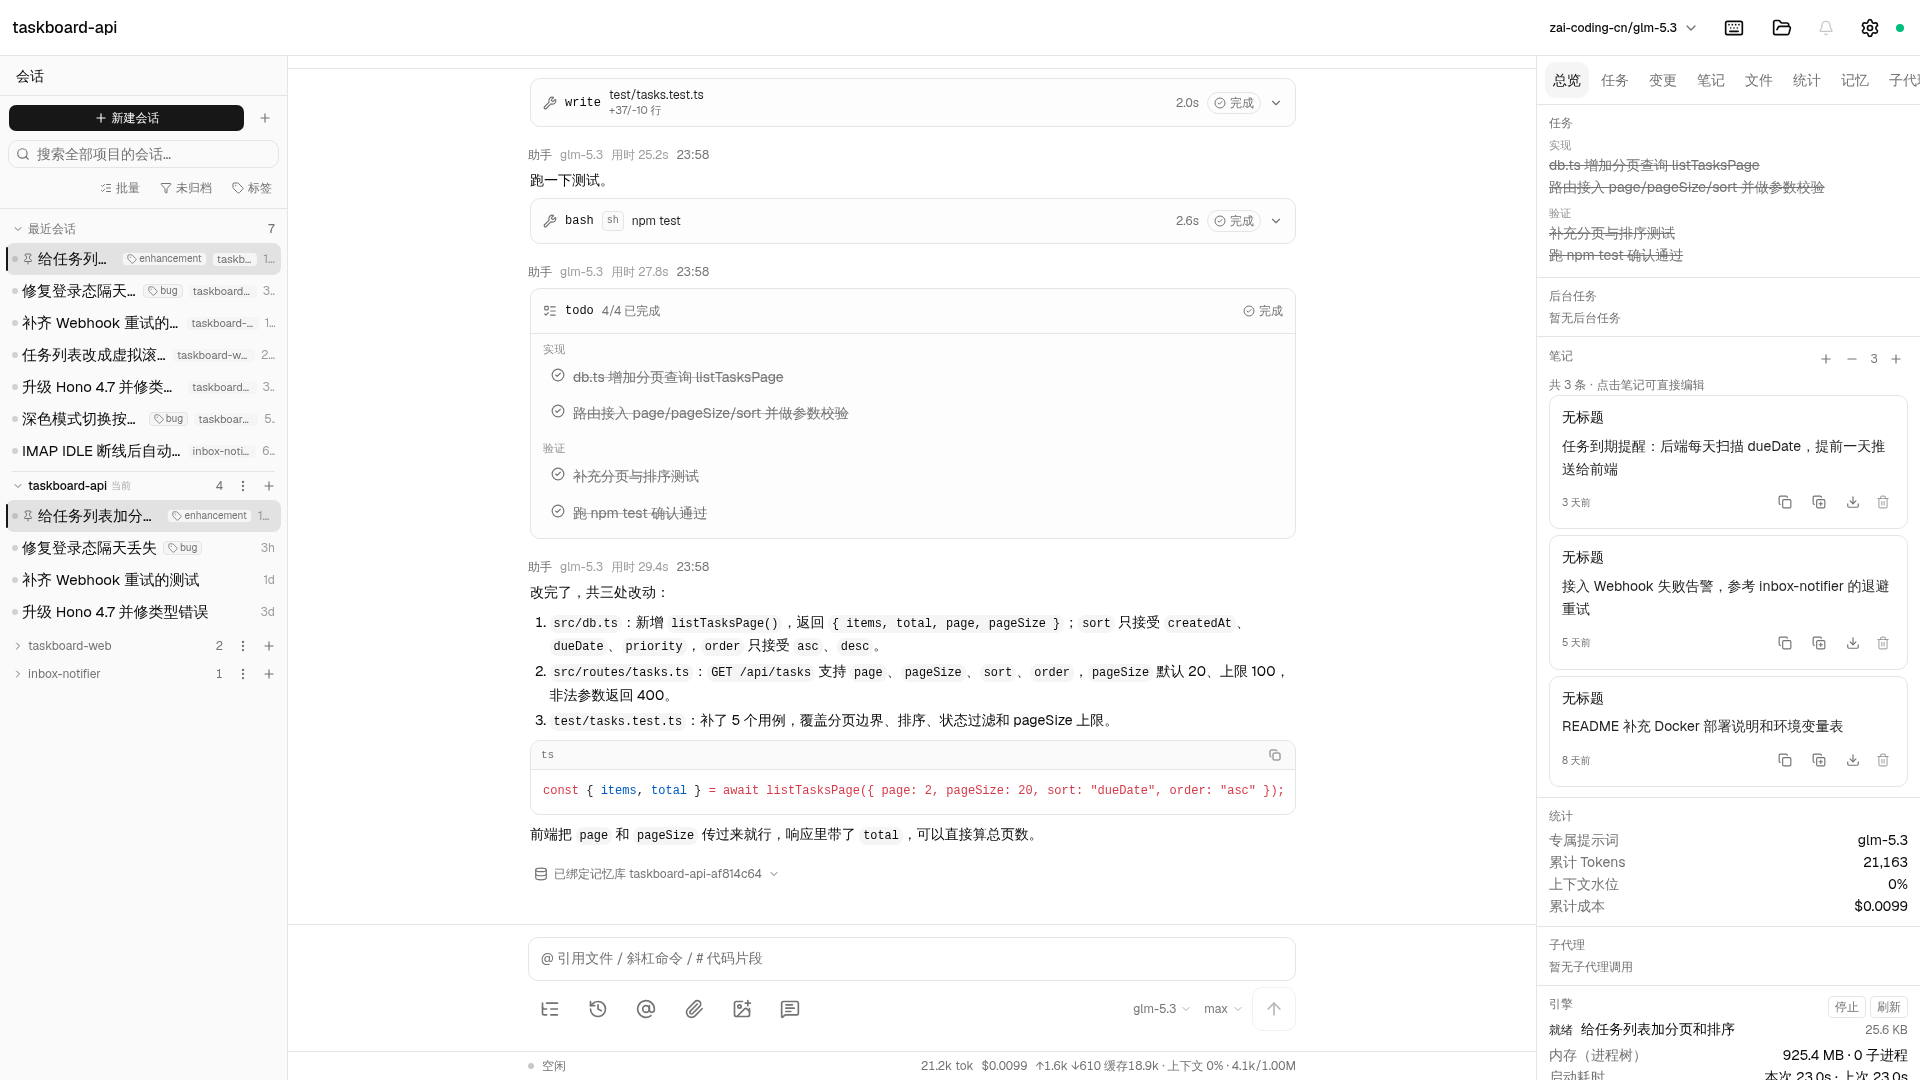 taskboard-api
zai-coding-cn/glm-5.3
会话
新建会话
搜索全部项目的会话...
批量 未归档 标签
最近会话 7
给任务列... enhancement taskb... 1...
修复登录态隔天... bug taskboard... 3...
补齐 Webhook 重试的... taskboard-... 1...
任务列表改成虚拟滚... taskboard-w... 2...
升级 Hono 4.7 并修类... taskboard... 3...
深色模式切换按... bug taskboar... 5...
IMAP IDLE 断线后自动... inbox-noti... 6...
taskboard-api 当前 4
给任务列表加分... enhancement 1...
修复登录态隔天丢失 bug 3h
补齐 Webhook 重试的测试 1d
升级 Hono 4.7 并修类型错误 3d
taskboard-web 2
inbox-notifier 1
write test/tasks.test.ts 2.0s 完成
+37/-10 行
助手 glm-5.3 用时 25.2s 23:58
跑一下测试。
bash sh npm test 2.6s 完成
助手 glm-5.3 用时 27.8s 23:58
todo 4/4 已完成 完成
实现
db.ts 增加分页查询 listTasksPage
路由接入 page/pageSize/sort 并做参数校验
验证
补充分页与排序测试
跑 npm test 确认通过
助手 glm-5.3 用时 29.4s 23:58
改完了，共三处改动：
1. src/db.ts：新增 listTasksPage()，返回 { items, total, page, pageSize }；sort 只接受 createdAt、
dueDate、priority，order 只接受 asc、desc。
2. src/routes/tasks.ts：GET /api/tasks 支持 page、pageSize、sort、order，pageSize 默认 20、上限 100，
非法参数返回 400。
3. test/tasks.test.ts：补了 5 个用例，覆盖分页边界、排序、状态过滤和 pageSize 上限。
ts
const { items, total } = await listTasksPage({ page: 2, pageSize: 20, sort: "dueDate", order: "asc" });
前端把 page 和 pageSize 传过来就行，响应里带了 total，可以直接算总页数。
已绑定记忆库 taskboard-api-af814c64
@ 引用文件 / 斜杠命令 / # 代码片段
glm-5.3 max
空闲 21.2k tok $0.0099 ↑1.6k ↓610 缓存18.9k · 上下文 0% · 4.1k/1.00M
总览 任务 变更 笔记 文件 统计 记忆 子代
任务
实现
db.ts 增加分页查询 listTasksPage
路由接入 page/pageSize/sort 并做参数校验
验证
补充分页与排序测试
跑 npm test 确认通过
后台任务
暂无后台任务
笔记 3
共 3 条 · 点击笔记可直接编辑
无标题
任务到期提醒：后端每天扫描 dueDate，提前一天推
送给前端
3 天前
无标题
接入 Webhook 失败告警，参考 inbox-notifier 的退避
重试
5 天前
无标题
README 补充 Docker 部署说明和环境变量表
8 天前
统计
专属提示词 glm-5.3
累计 Tokens 21,163
上下文水位 0%
累计成本 $0.0099
子代理
暂无子代理调用
引擎 停止 刷新
就绪 给任务列表加分页和排序 25.6 KB
内存（进程树） 925.4 MB · 0 子进程
启动耗时 本次 23.0s · 上次 23.0s